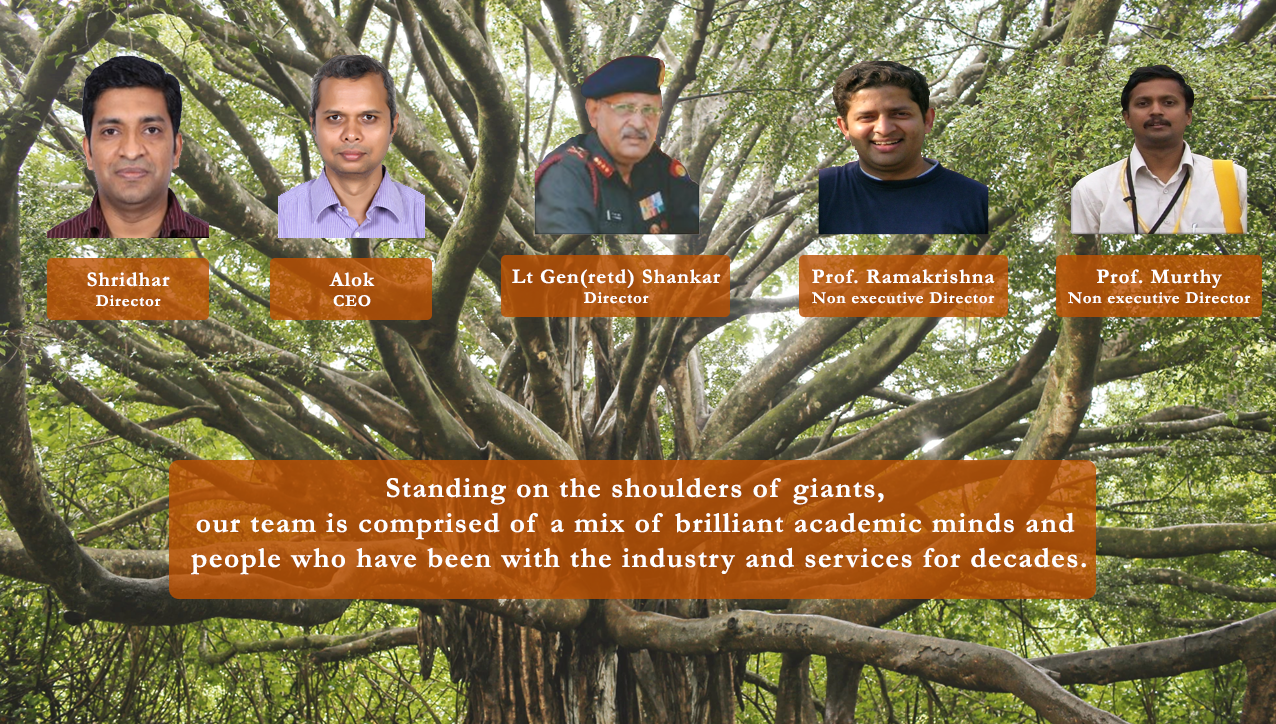 Shridhar
Director
Alok
CEO
Lt Gen(retd) Shankar
Director
Prof. Ramakrishna
Non executive Director
Prof. Murthy
Non executive Director
Standing on the shoulders of giants,
our team is comprised of a mix of brilliant academic minds and
people who have been with the industry and services for decades.